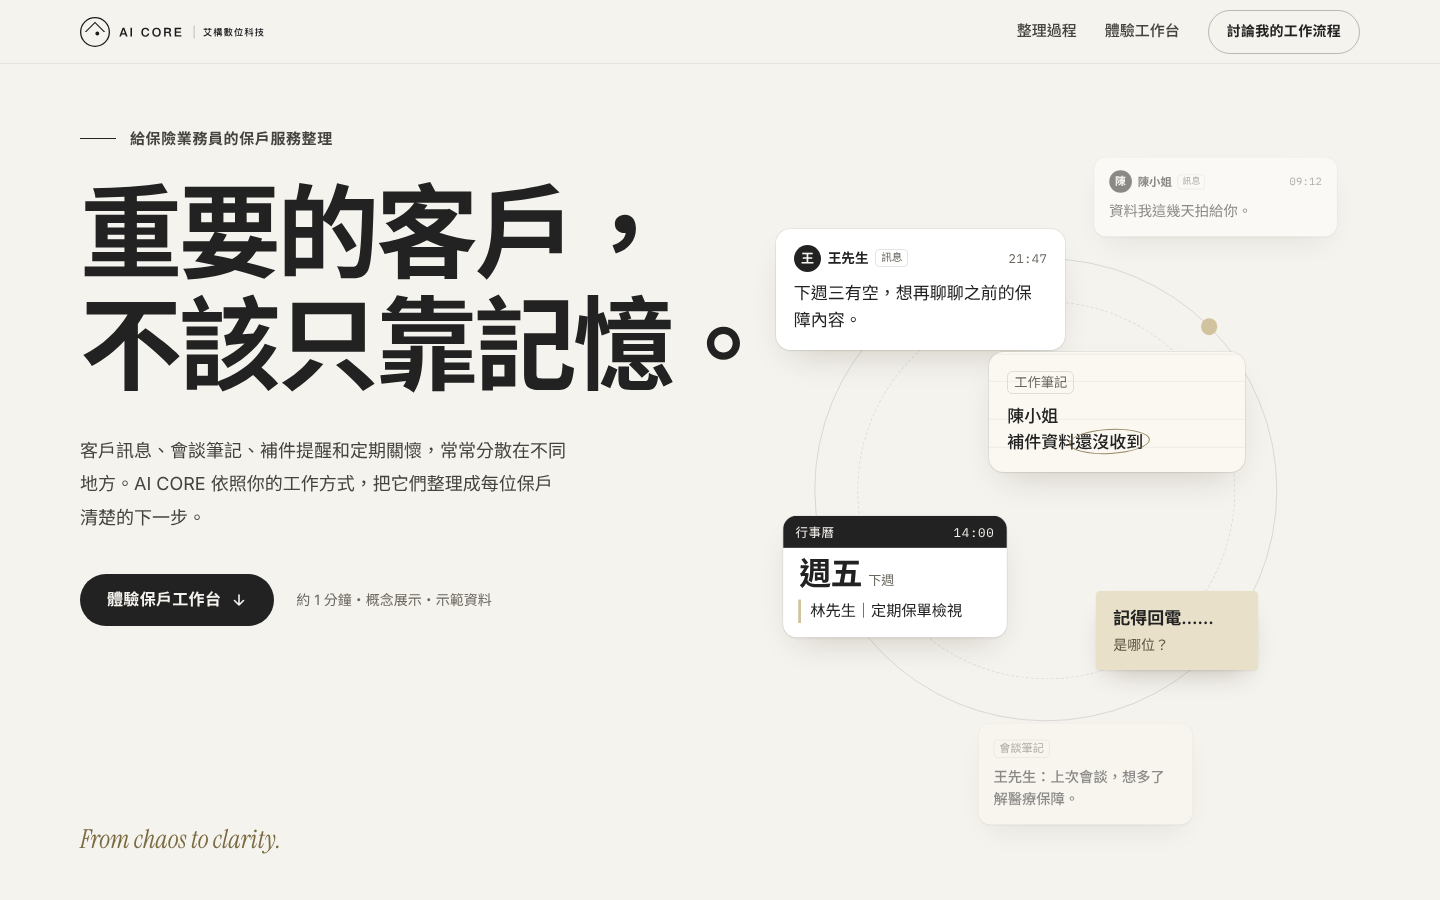 AI CORE | 艾構數位科技
整理過程
體驗工作台
討論我的工作流程
給保險業務員的保戶服務整理
重要的客戶，
不該只靠記憶。
客戶訊息、會談筆記、補件提醒和定期關懷，常常分散在不同
地方。AI CORE 依照你的工作方式，把它們整理成每位保戶
清楚的下一步。
體驗保戶工作台 ↓
約 1 分鐘・概念展示・示範資料
From chaos to clarity.
陳 陳小姐 訊息 09:12
資料我這幾天拍給你。
王 王先生 訊息 21:47
下週三有空，想再聊聊之前的保
障內容。
工作筆記
陳小姐
補件資料還沒收到
行事曆 14:00
週五 下週
林先生｜定期保單檢視
記得回電……
是哪位？
會談筆記
王先生：上次會談，想多了
解醫療保障。